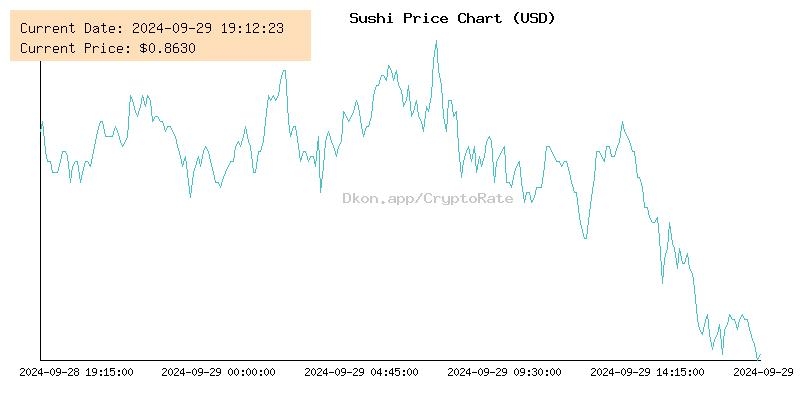 Sushi Price Chart (USD)
Current Date: 2024-09-29 19:12:23
Current Price: $0.8630
Dkon.app/CryptoRate
2024-09-28 19:15:00 2024-09-29 00:00:00 2024-09-29 04:45:00 2024-09-29 09:30:00 2024-09-29 14:15:00 2024-09-29